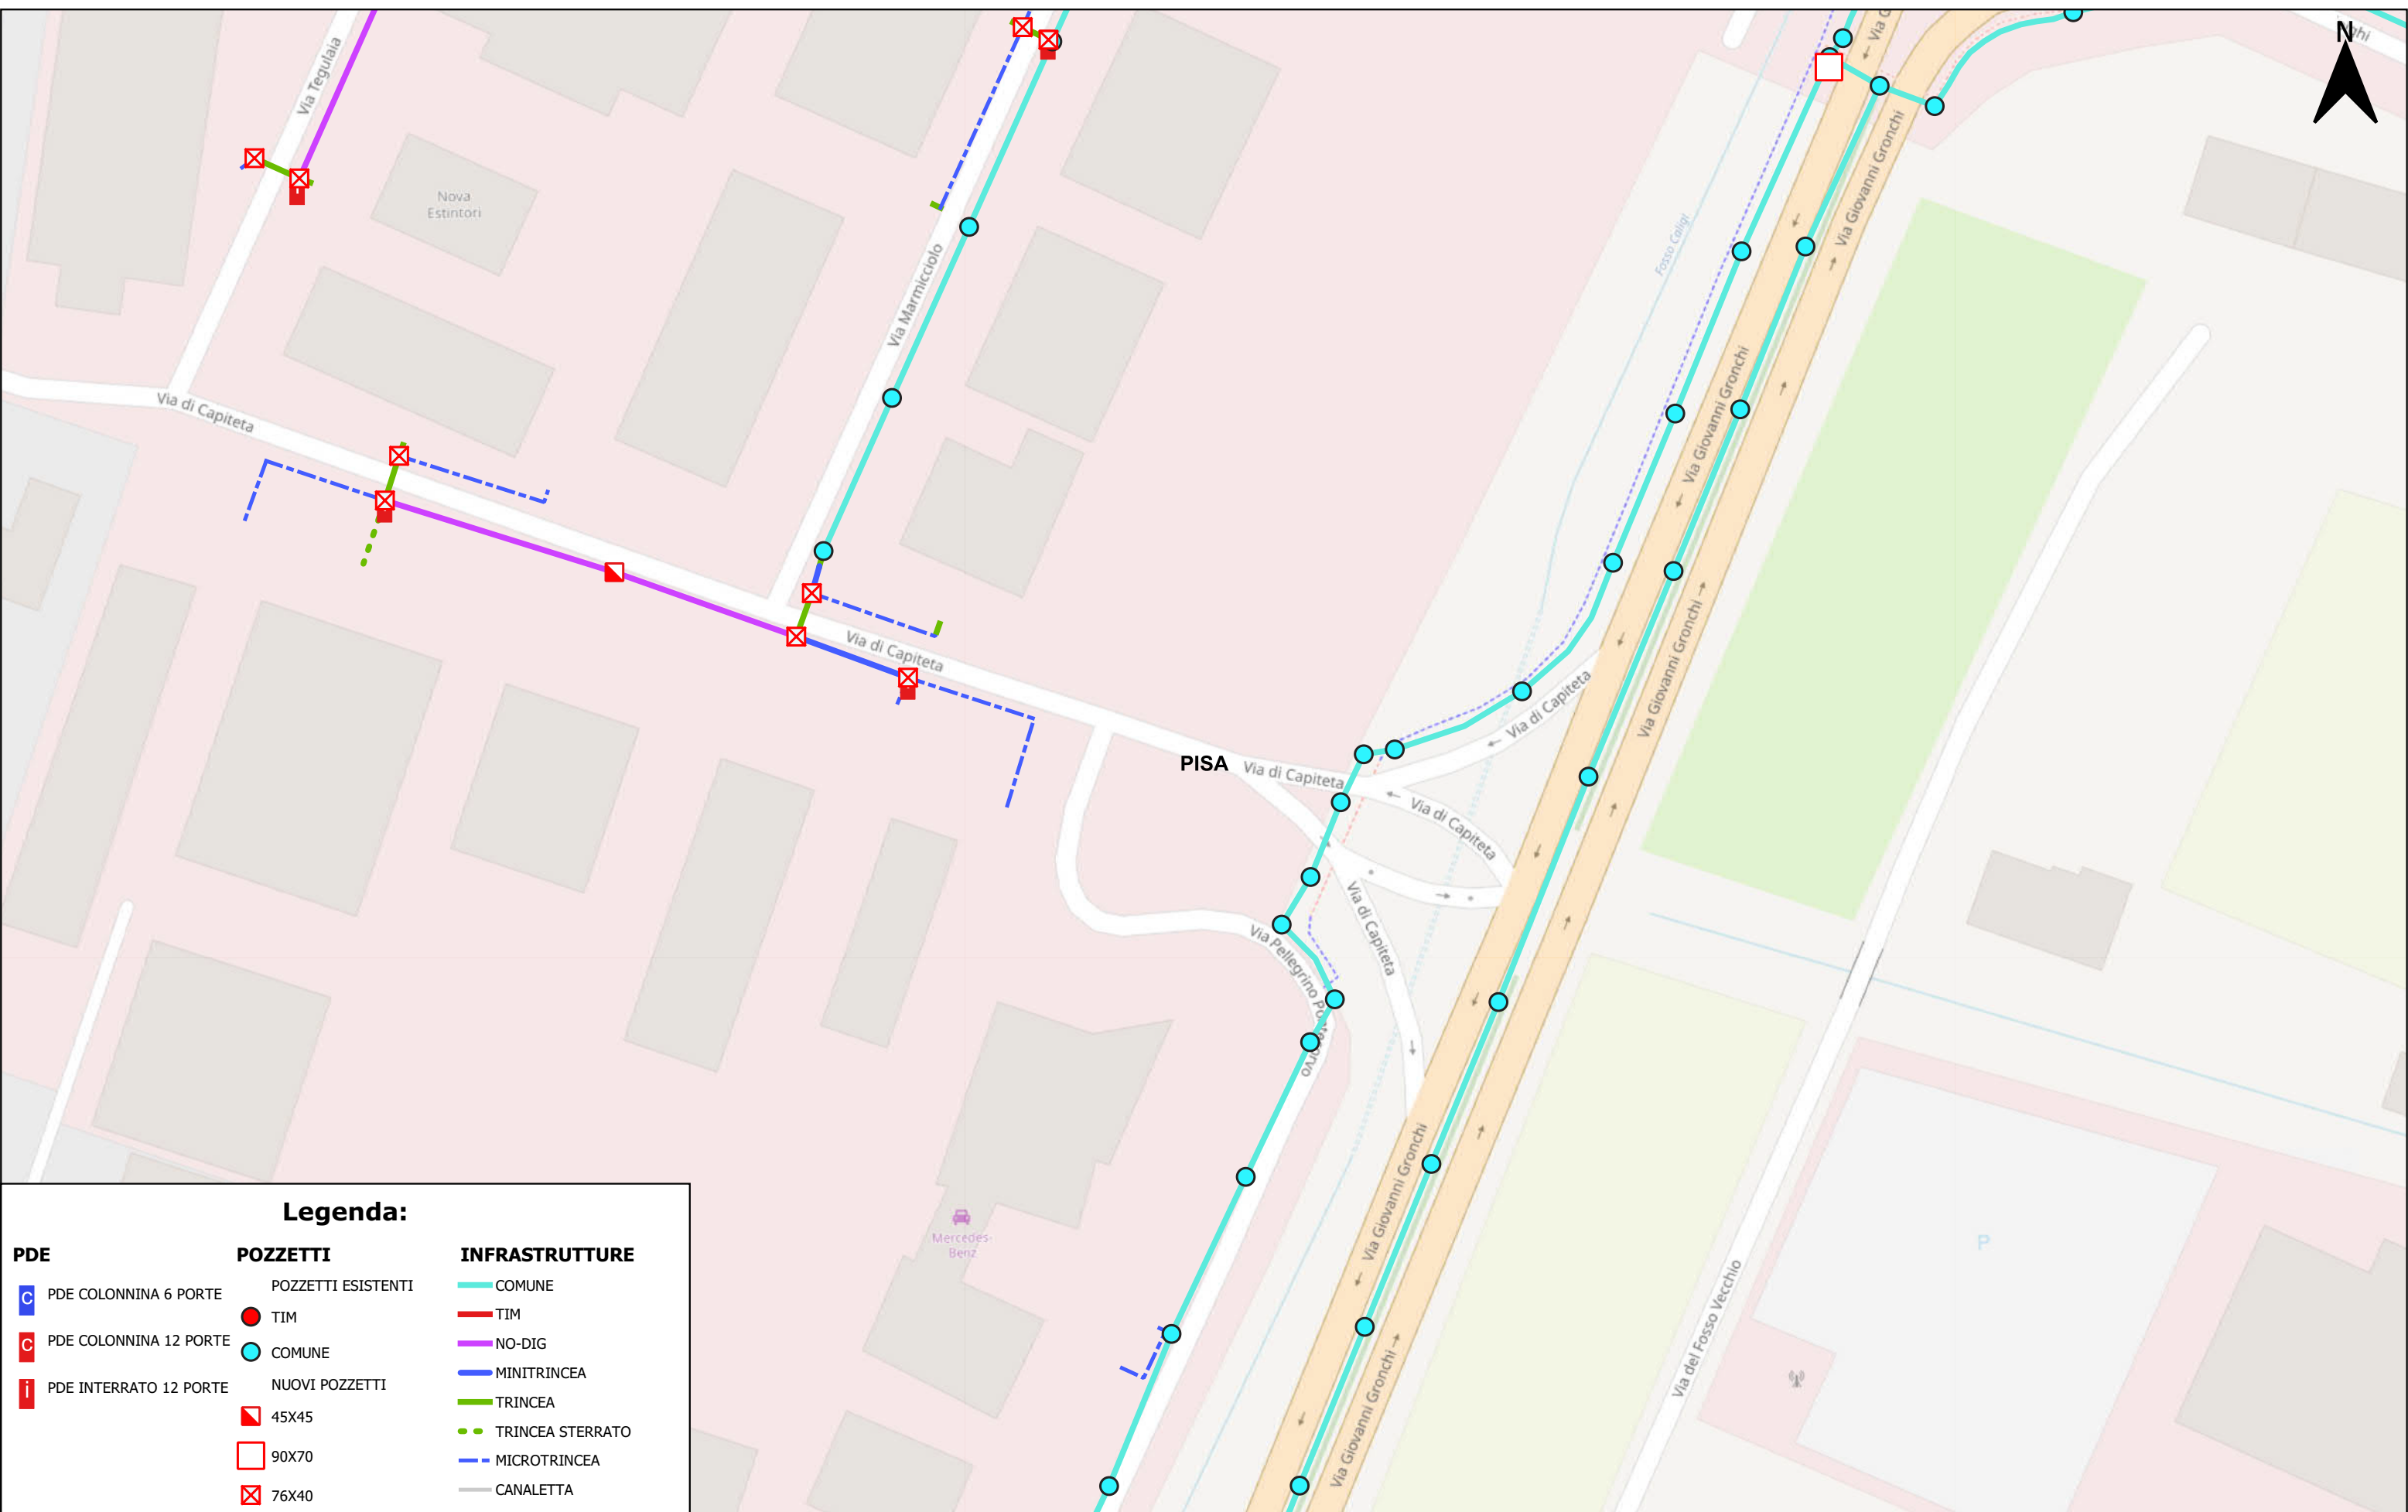 N
Via Tegulaia
Nova
Estintori
Via Marmicciolo
Fosso Caligi
Via Giovanni Gronchi
Via Giovanni Gronchi
Via di Capiteta
Via di Capiteta
Via Giovanni Gronchi
Via di Capiteta
PISA
Via di Capiteta
Via di Capiteta
Via di Capiteta
Via Pellegrino
Via Giovanni Gronchi
Mercedes-
Benz
P
Via del Fosso Vecchio
Via Giovanni Gronchi
Legenda:
PDE
C PDE COLONNINA 6 PORTE
C PDE COLONNINA 12 PORTE
i PDE INTERRATO 12 PORTE
POZZETTI
POZZETTI ESISTENTI
TIM
COMUNE
NUOVI POZZETTI
45X45
90X70
76X40
INFRASTRUTTURE
COMUNE
TIM
NO-DIG
MINITRINCEA
TRINCEA
TRINCEA STERRATO
MICROTRINCEA
CANALETTA